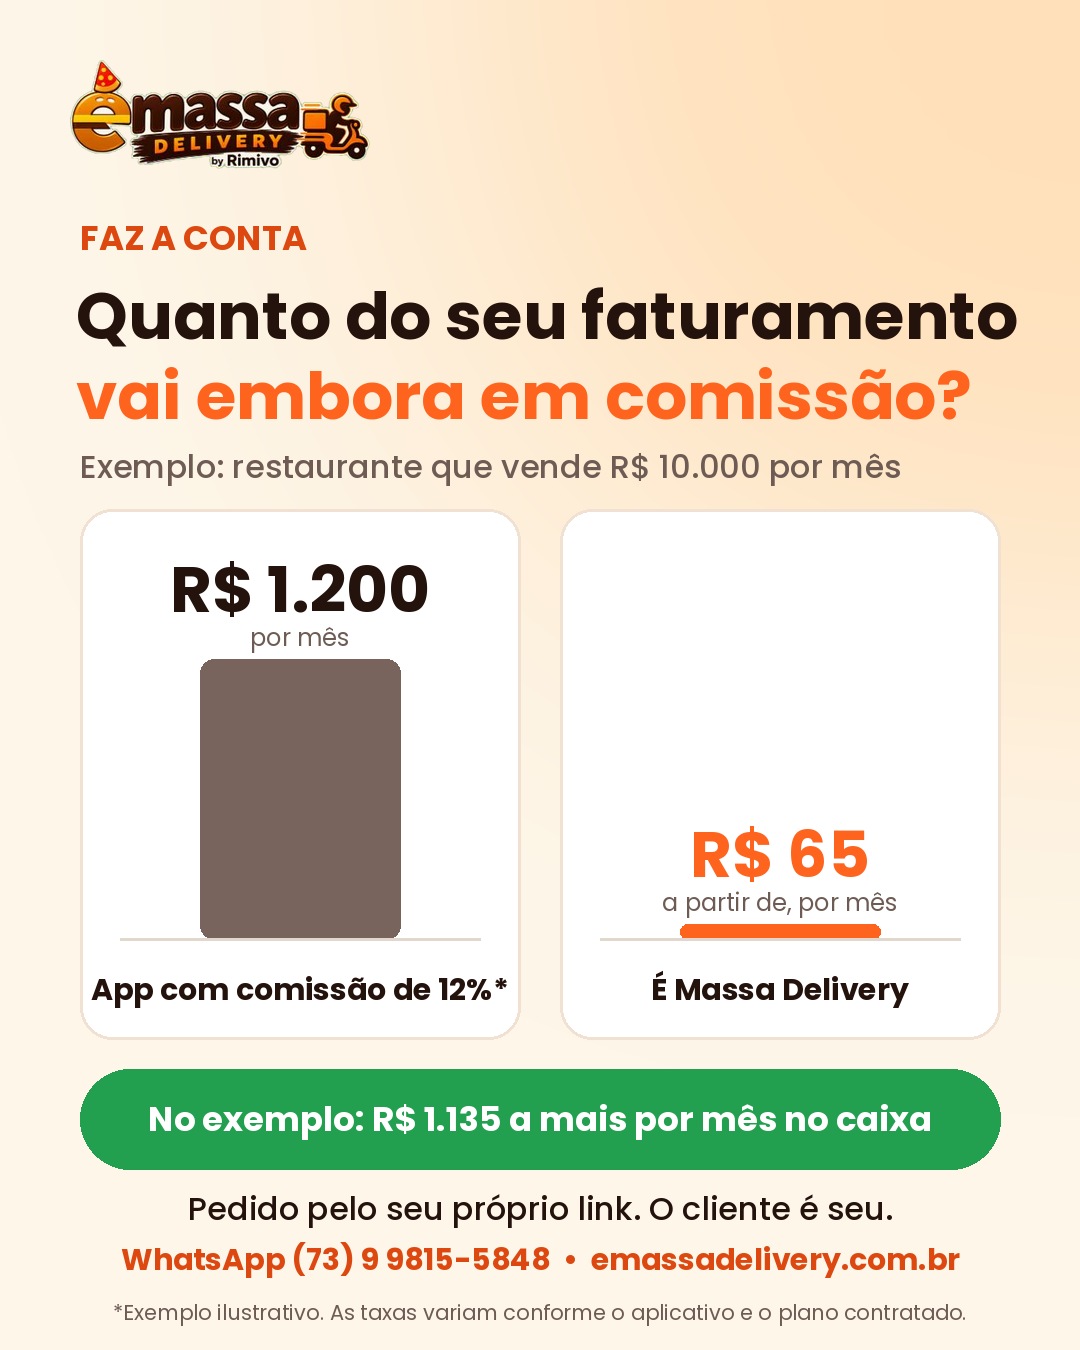 émassa
DELIVERY
by Rimivo
FAZ A CONTA
Quanto do seu faturamento
vai embora em comissão?
Exemplo: restaurante que vende R$ 10.000 por mês
R$ 1.200
por mês
App com comissão de 12%*
R$ 65
a partir de, por mês
É Massa Delivery
No exemplo: R$ 1.135 a mais por mês no caixa
Pedido pelo seu próprio link. O cliente é seu.
WhatsApp (73) 9 9815-5848 • emassadelivery.com.br
*Exemplo ilustrativo. As taxas variam conforme o aplicativo e o plano contratado.